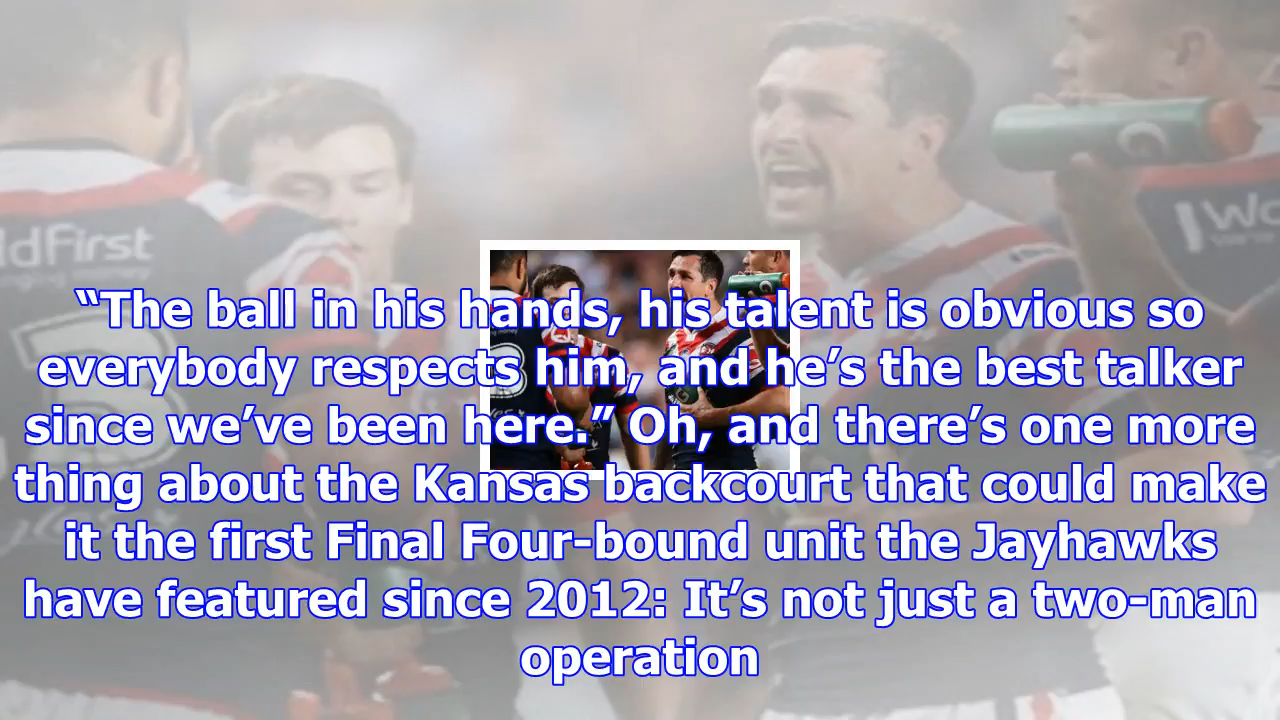 “The ball in his hands, his talent is obvious so
everybody respects him, and he’s the best talker
since we’ve been here.” Oh, and there’s one more
thing about the Kansas backcourt that could make
it the first Final Four-bound unit the Jayhawks
have featured since 2012: It’s not just a two-man
operation
ldFirst